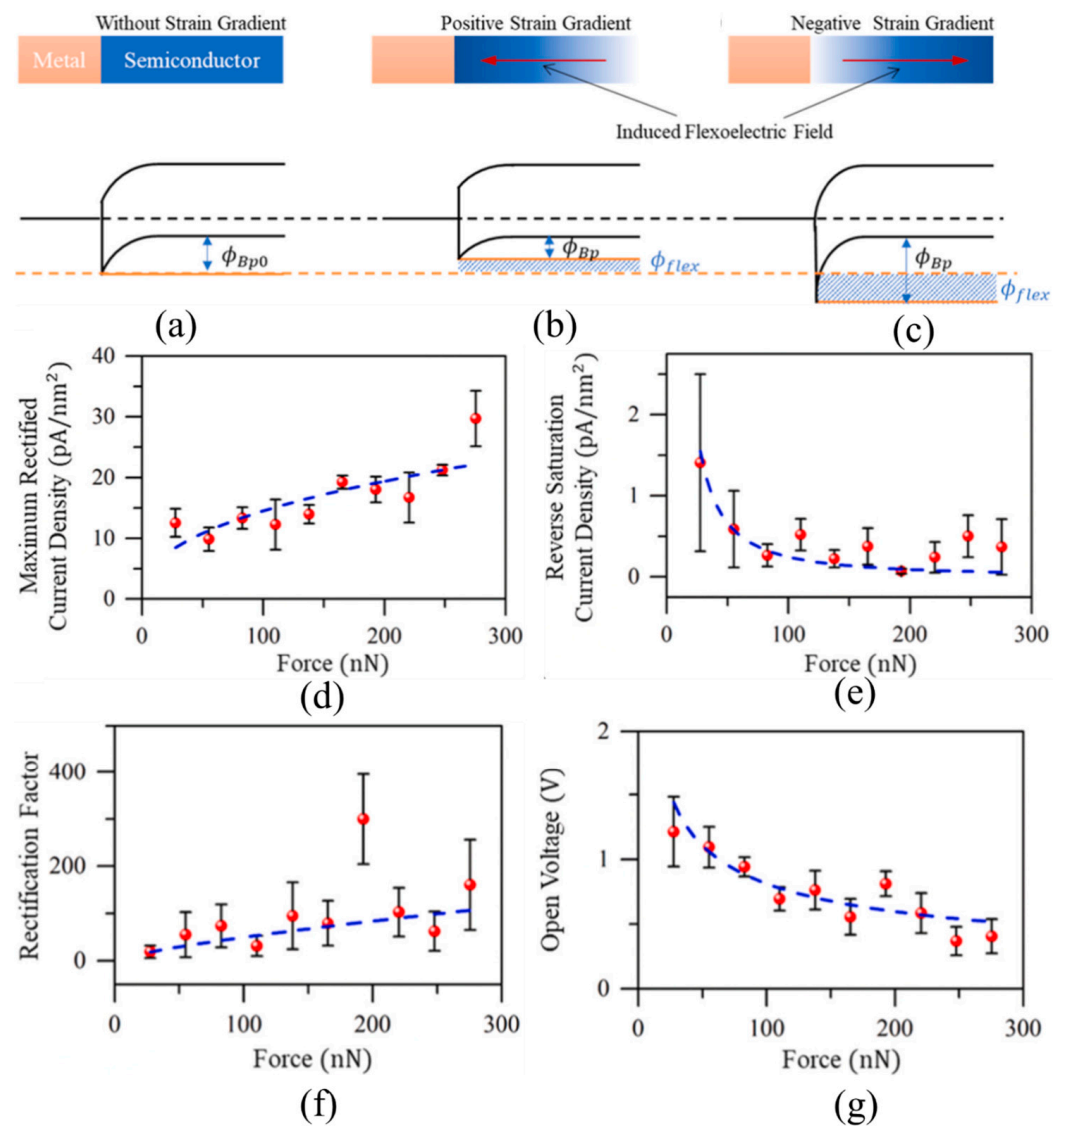 Without Strain Gradient
Positive Strain Gradient
Negative Strain Gradient
Metal
Semiconductor
Induced Flexoelectric Field
ϕBp0
ϕBp
ϕflex
ϕBp
ϕflex
(a)
(b)
(c)
Maximum Rectified
Current Density (pA/nm²)
40
30
20
10
0
0
100
200
300
Force (nN)
(d)
Reverse Saturation
Current Density (pA/nm²)
2
1
0
0
100
200
300
Force (nN)
(e)
Rectification Factor
400
200
0
0
100
200
300
Force (nN)
(f)
Open Voltage (V)
2
1
0
0
100
200
300
Force (nN)
(g)